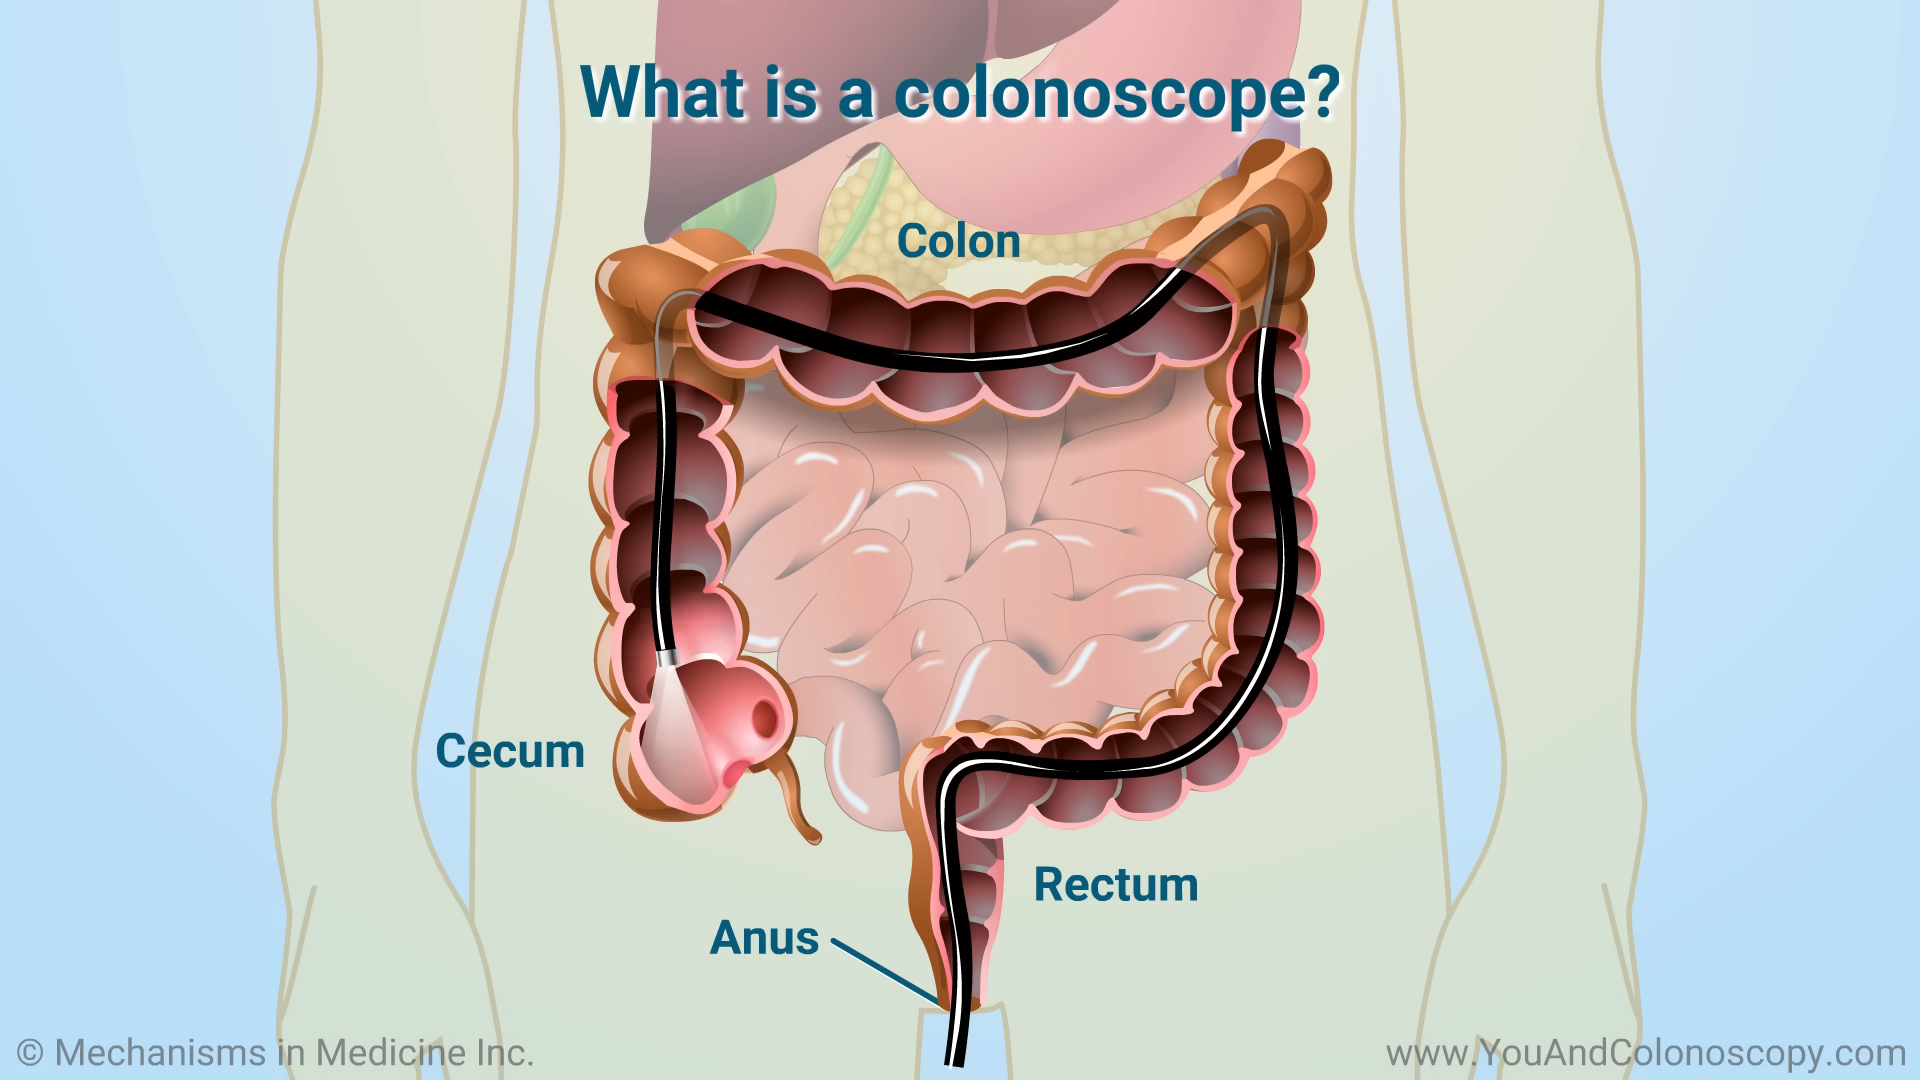 What is a colonoscope?
Colon
Cecum
Rectum
Anus
© Mechanisms in Medicine Inc.
www.YouAndColonoscopy.com